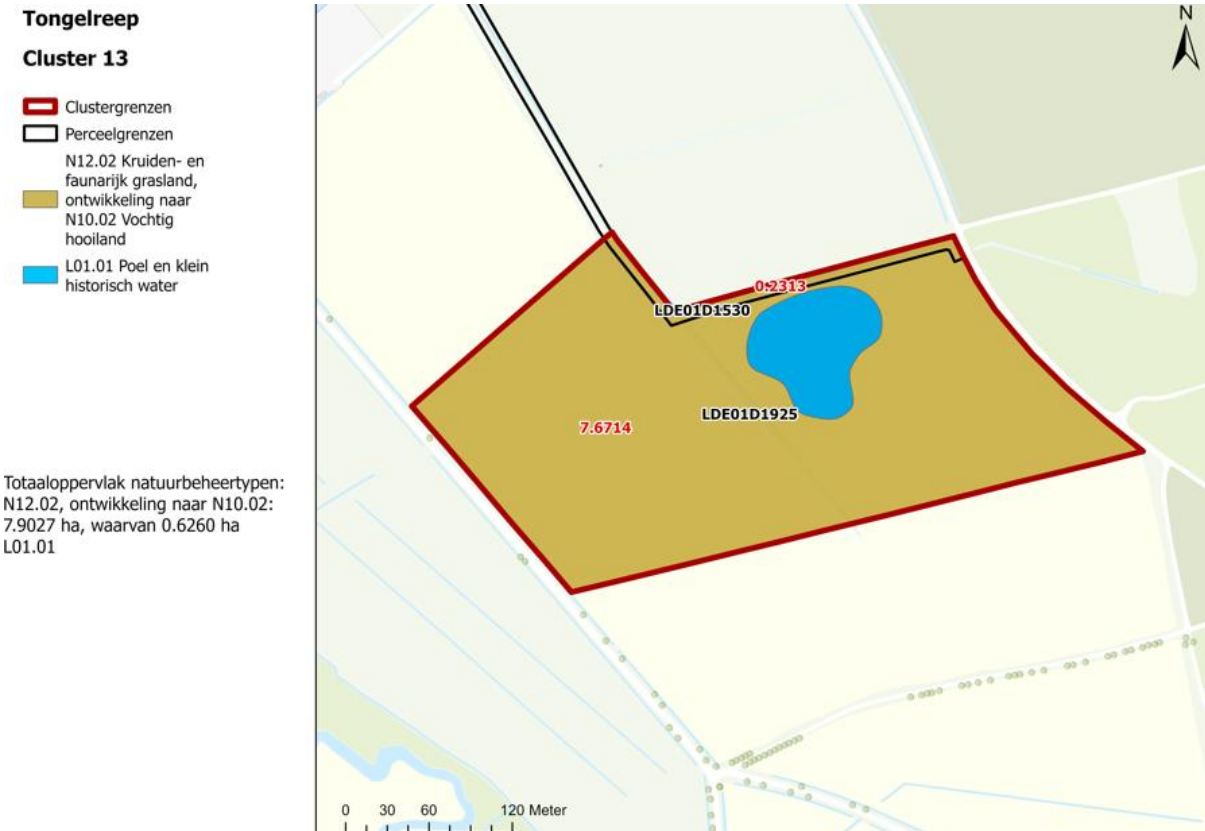 Tongelreep
Cluster 13
Clustergrenzen
Perceelgrenzen
N12.02 Kruiden- en
faunarijk grasland,
ontwikkeling naar
N10.02 Vochtig
hooiland
L01.01 Poel en klein
historisch water
Totaaloppervlak natuurbeheertypen:
N12.02, ontwikkeling naar N10.02:
7.9027 ha, waarvan 0.6260 ha
L01.01
N
0.2313
LDE01D1530
LDE01D1925
7.6714
0 30 60 120 Meter